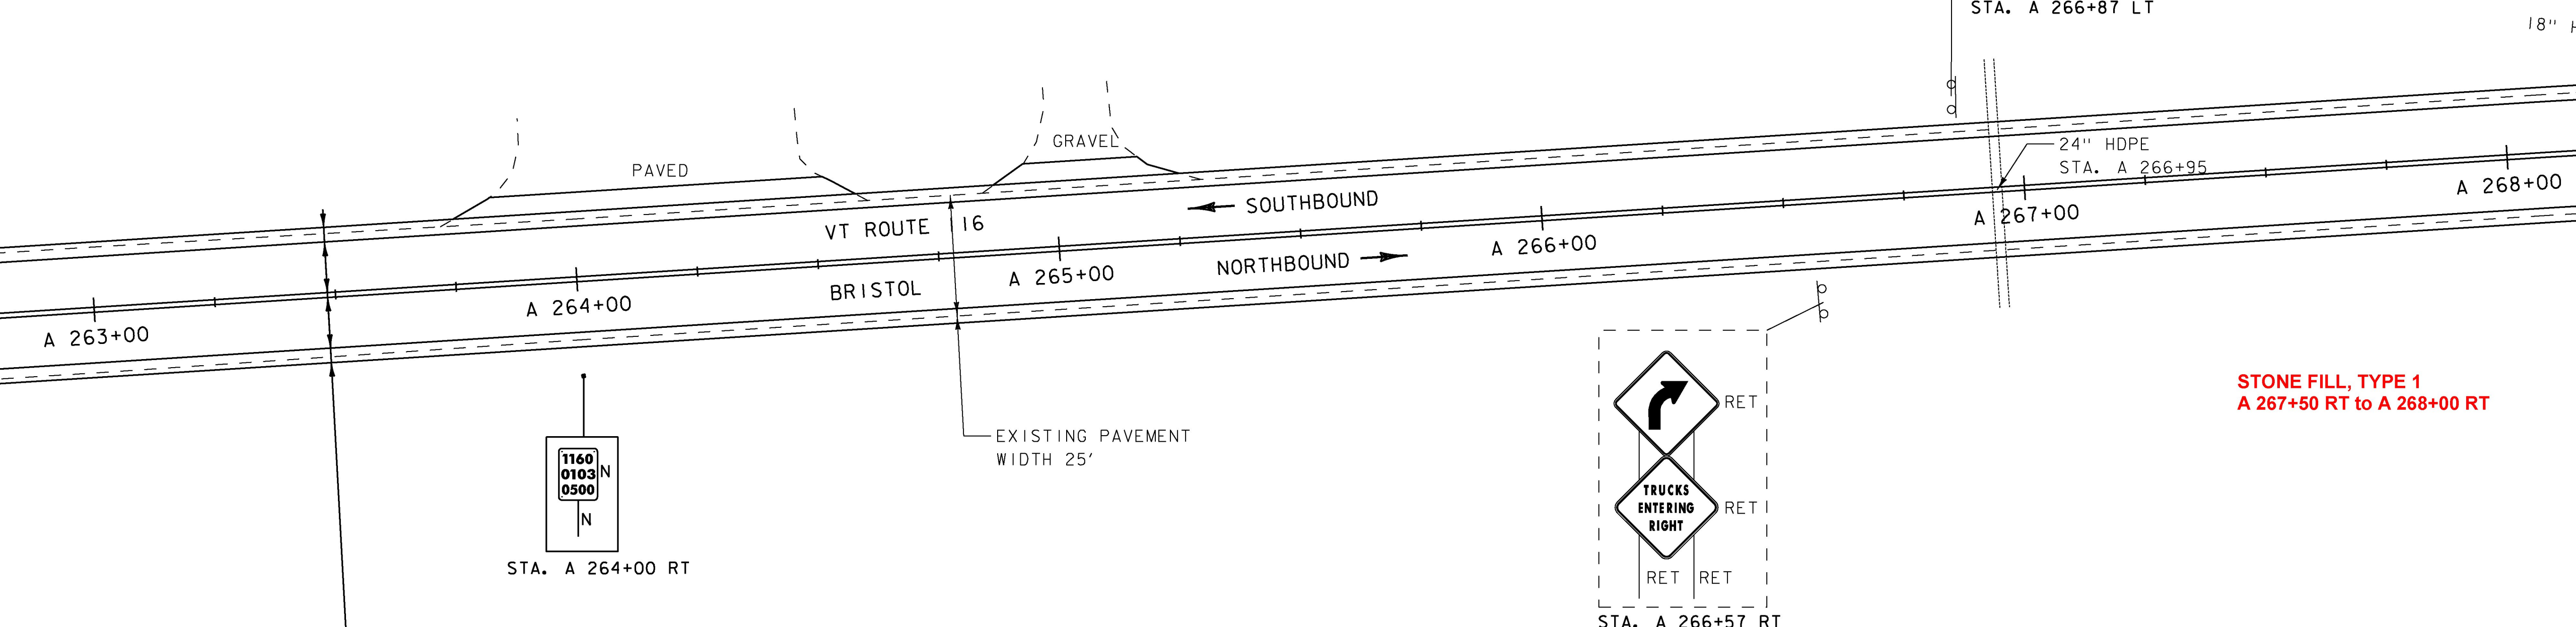 STA. A 266+87 LT
18" H
GRAVEL
PAVED
24" HDPE
STA. A 266+95
SOUTHBOUND
VT ROUTE 116
A 268+00
A 267+00
A 266+00
NORTHBOUND
A 265+00
BRISTOL
A 264+00
A 263+00
EXISTING PAVEMENT
WIDTH 25'
STONE FILL, TYPE 1
A 267+50 RT to A 268+00 RT
RET
TRUCKS
ENTERING
RIGHT
RET
RET RET
STA. A 266+57 RT
1160
0103
0500
N
N
STA. A 264+00 RT